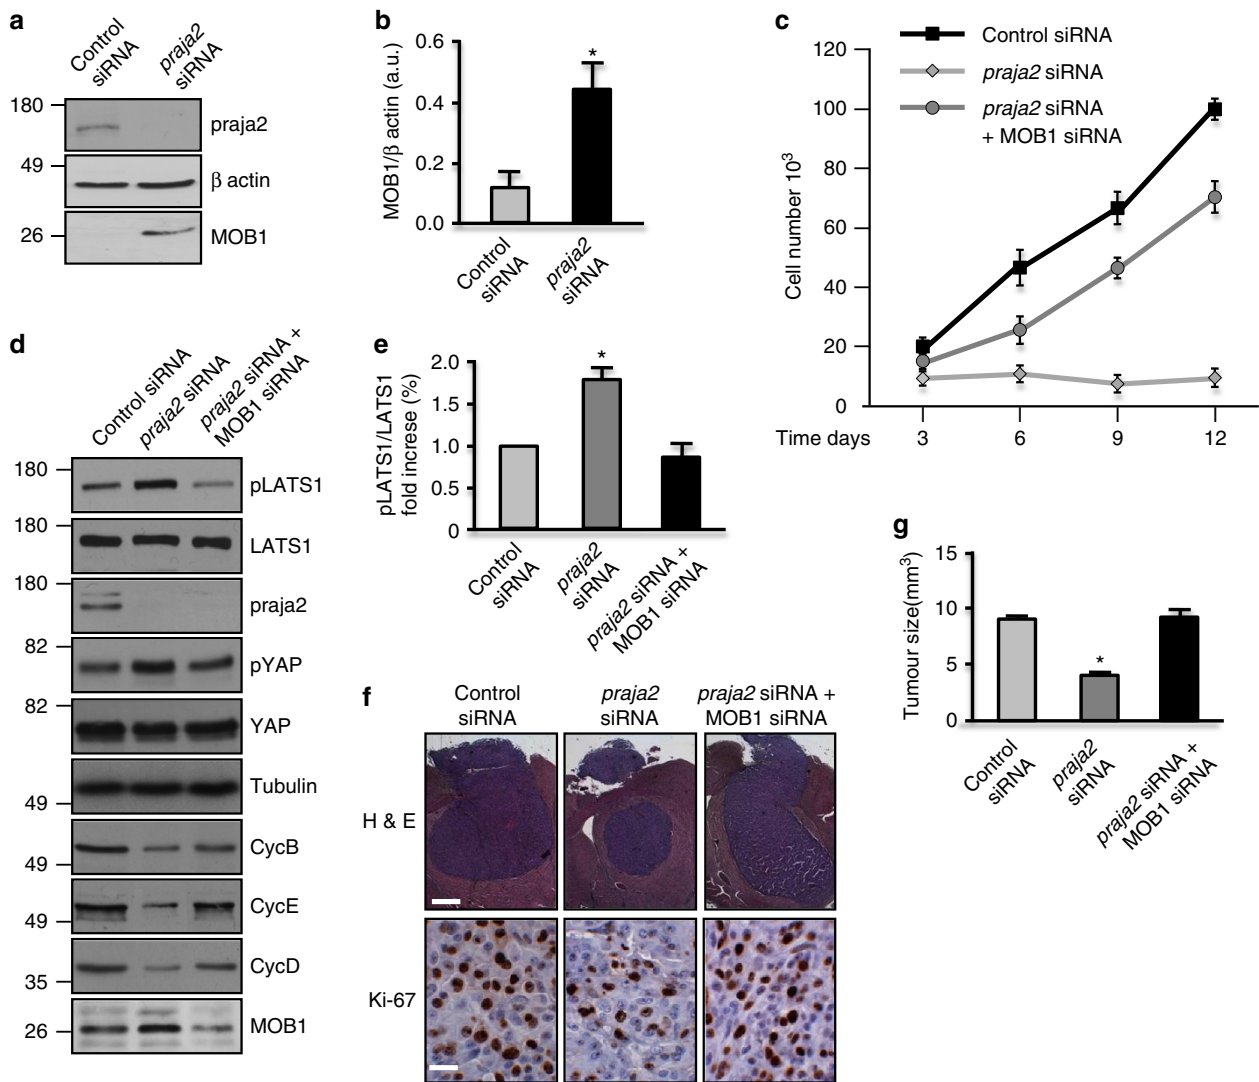 a
Control
siRNA
praja2
siRNA
180
praja2
49
β actin
26
MOB1
b
MOB1/β actin (a.u.)
0.6
0.4
0.2
0.0
*
Control
siRNA
praja2
siRNA
c
Control siRNA
praja2 siRNA
praja2 siRNA
+ MOB1 siRNA
Cell number 10³
120
100
80
60
40
20
0
Time days
3
6
9
12
d
Control siRNA
praja2 siRNA
praja2 siRNA +
MOB1 siRNA
180
pLATS1
180
LATS1
180
praja2
82
pYAP
82
YAP
Tubulin
49
CycB
49
CycE
49
CycD
35
MOB1
26
e
pLATS1/LATS1
fold increse (%)
2.0
1.5
1.0
0.5
0
*
Control
siRNA
praja2
siRNA
praja2 siRNA +
MOB1 siRNA
f
Control
siRNA
praja2
siRNA
praja2 siRNA +
MOB1 siRNA
H & E
Ki-67
g
Tumour size(mm³)
15
10
5
0
*
Control
siRNA
praja2
siRNA
praja2 siRNA +
MOB1 siRNA